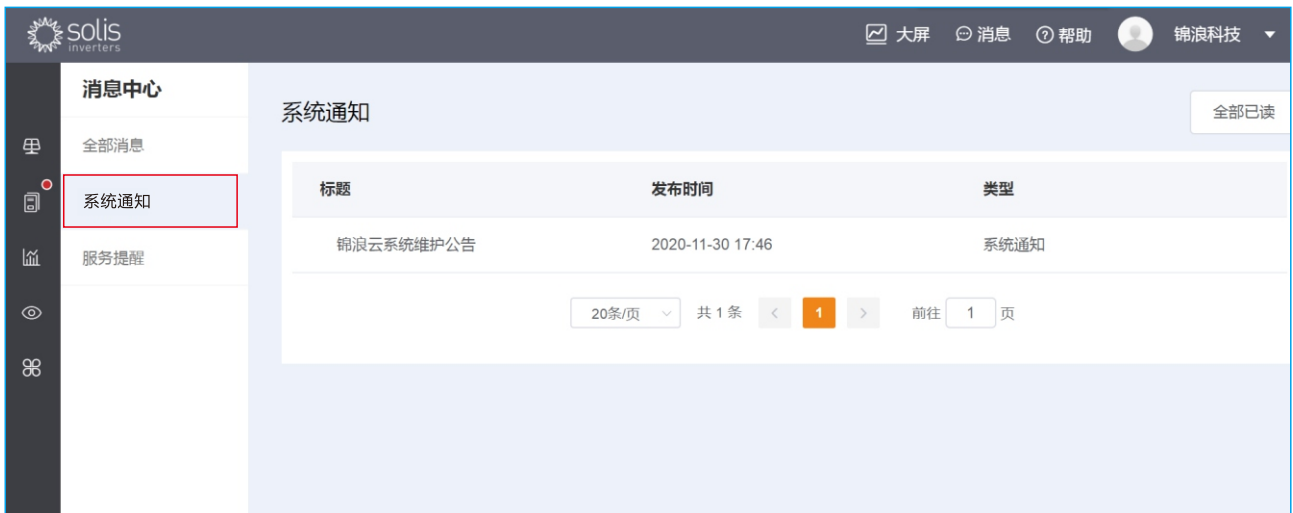 solis
inverters
大屏 消息 帮助 锦浪科技
消息中心
全部消息
系统通知
服务提醒
系统通知 全部已读
标题 发布时间 类型
锦浪云系统维护公告 2020-11-30 17:46 系统通知
20条/页 共 1 条 1 前往 1 页